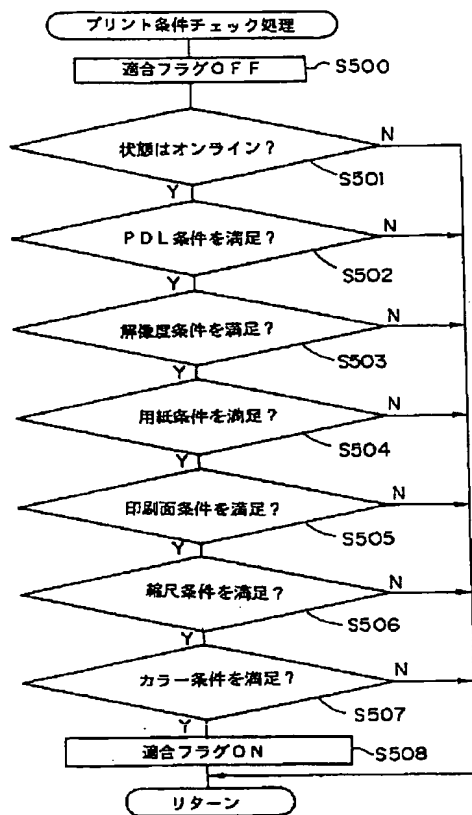 プリント条件チェック処理
適合フラグOFF
S500
状態はオンライン?
N
S501
Y
PDL条件を満足?
N
S502
Y
解像度条件を満足?
N
S503
Y
用紙条件を満足?
N
S504
Y
印刷面条件を満足?
N
S505
Y
縮尺条件を満足?
N
S506
Y
カラー条件を満足?
N
S507
Y
適合フラグON
S508
リターン